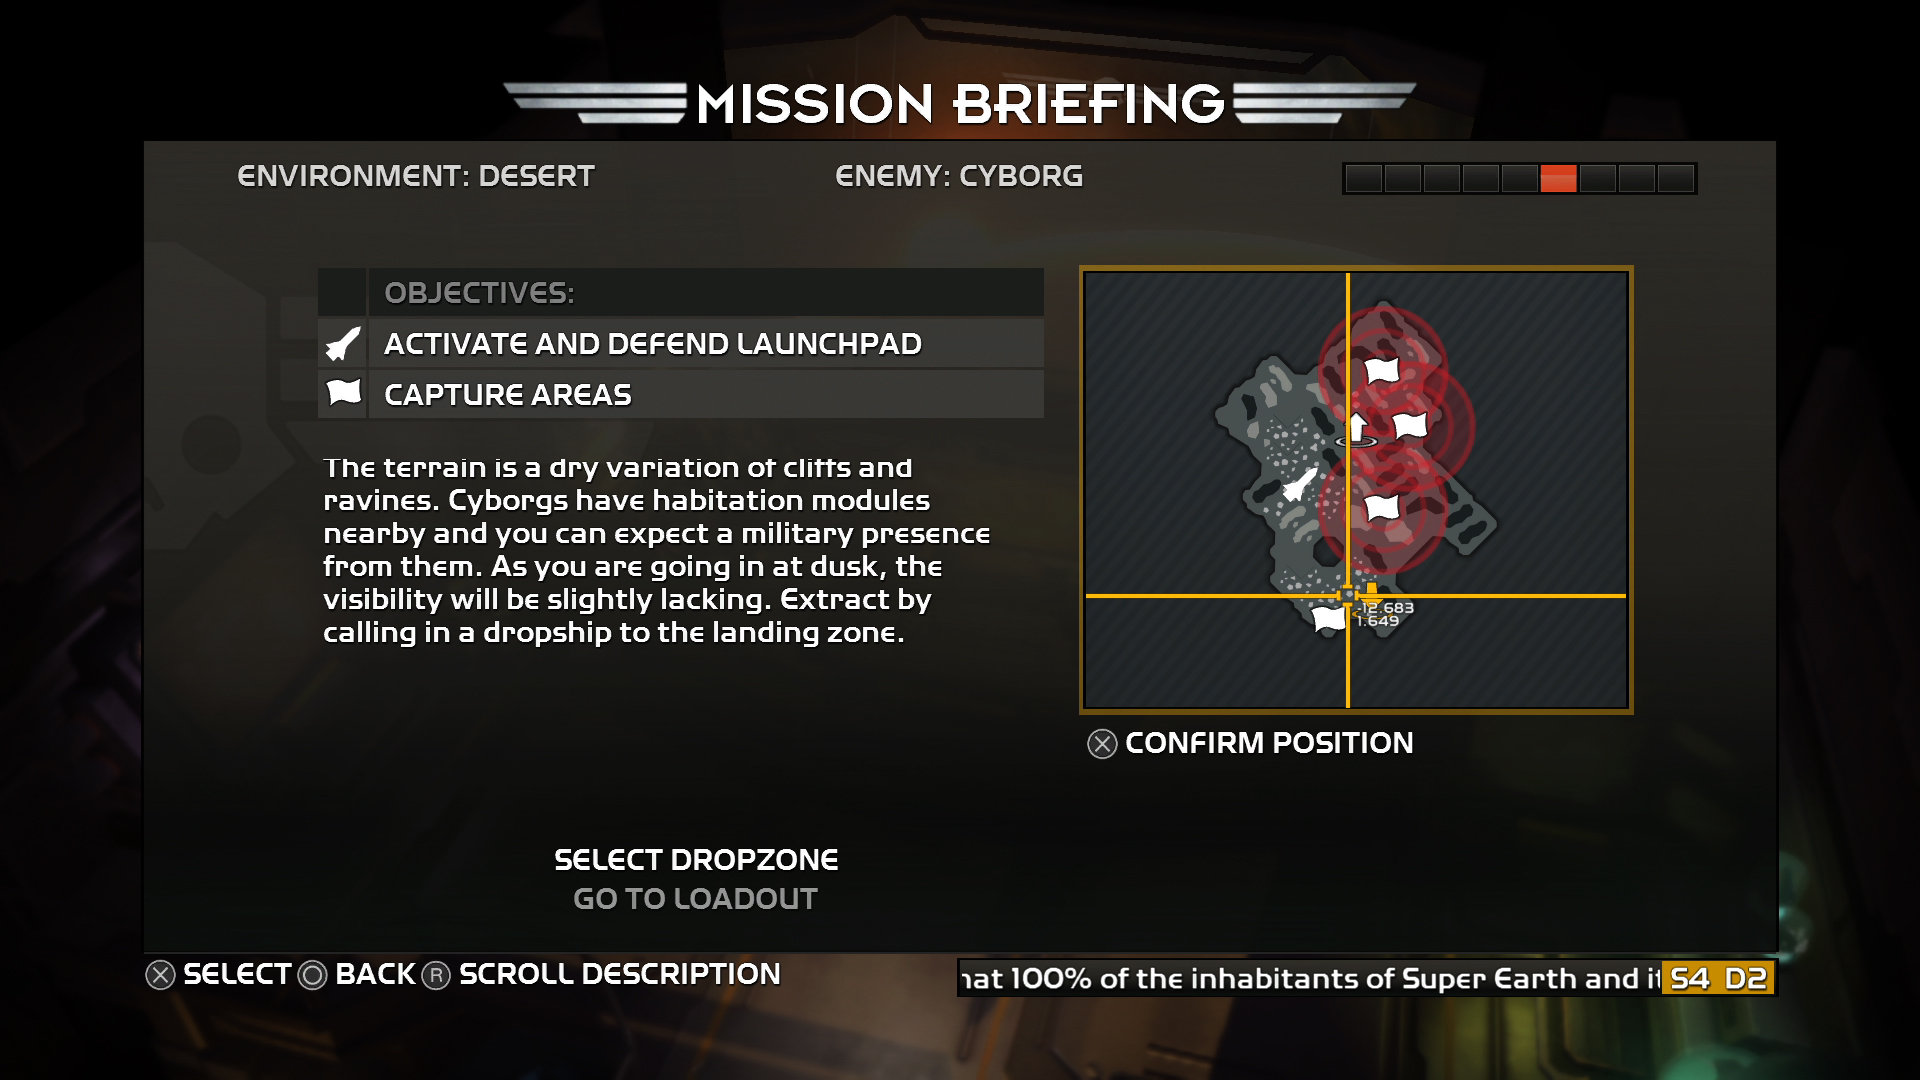 MISSION BRIEFING
ENVIRONMENT: DESERT
ENEMY: CYBORG
OBJECTIVES:
ACTIVATE AND DEFEND LAUNCHPAD
CAPTURE AREAS
The terrain is a dry variation of cliffs and
ravines. Cyborgs have habitation modules
nearby and you can expect a military presence
from them. As you are going in at dusk, the
visibility will be slightly lacking. Extract by
calling in a dropship to the landing zone.
-12.683
1.649
CONFIRM POSITION
SELECT DROPZONE
GO TO LOADOUT
SELECT BACK R SCROLL DESCRIPTION
100% of the inhabitants of Super Earth and S4 D2